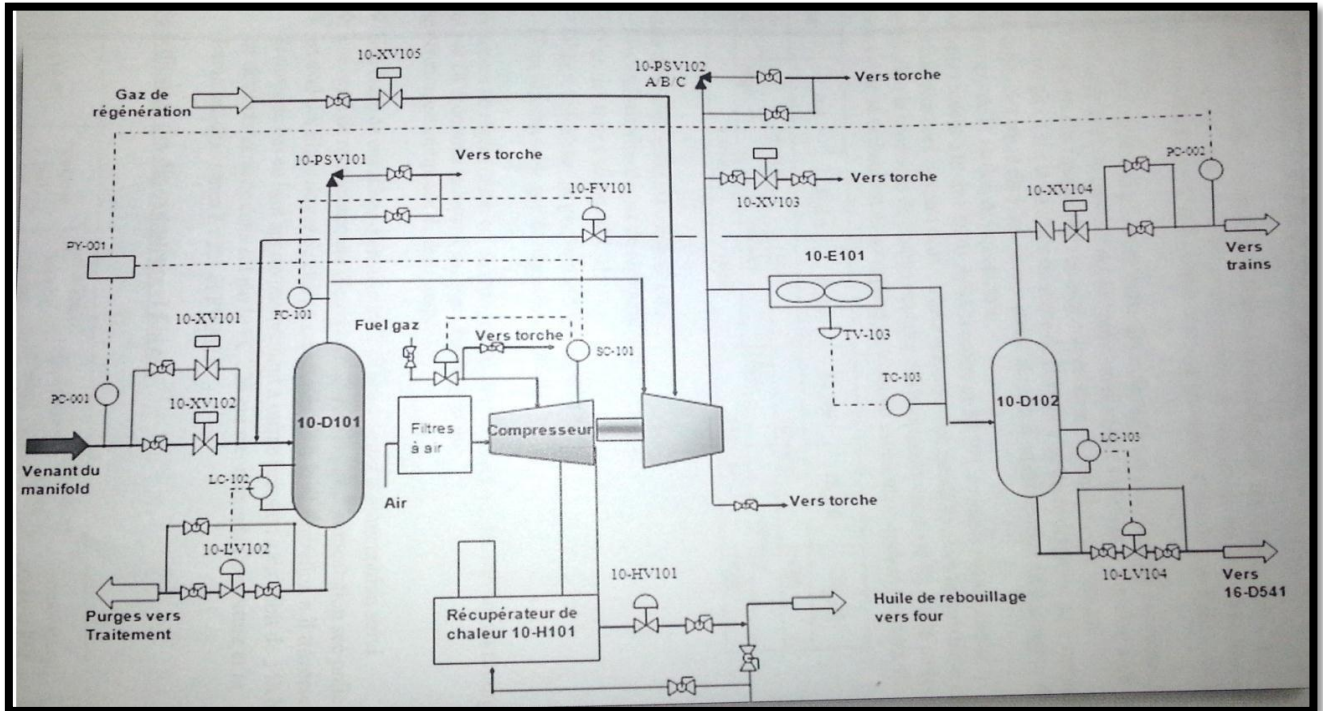 10-XV105
Gaz de
régénération
10-PSV102
A/B/C
Vers torche
10-PSV101
Vers torche
10-FV101
10-XV103
Vers torche
10-XV104
PC-002
Vers
trains
PY-001
FC-101
10-E101
TV-103
10-XV101
Fuel gaz
Vers torche
SC-101
PC-001
10-XV102
10-D101
Filtres
à air
Compresseur
TC-103
10-D102
LC-103
Venant du
manifold
LC-102
Air
Vers torche
10-LV102
10-LV104
Vers
16-D541
Purges vers
Traitement
10-HV101
Récupérateur de
chaleur 10-H101
Huile de rebouillage
vers four